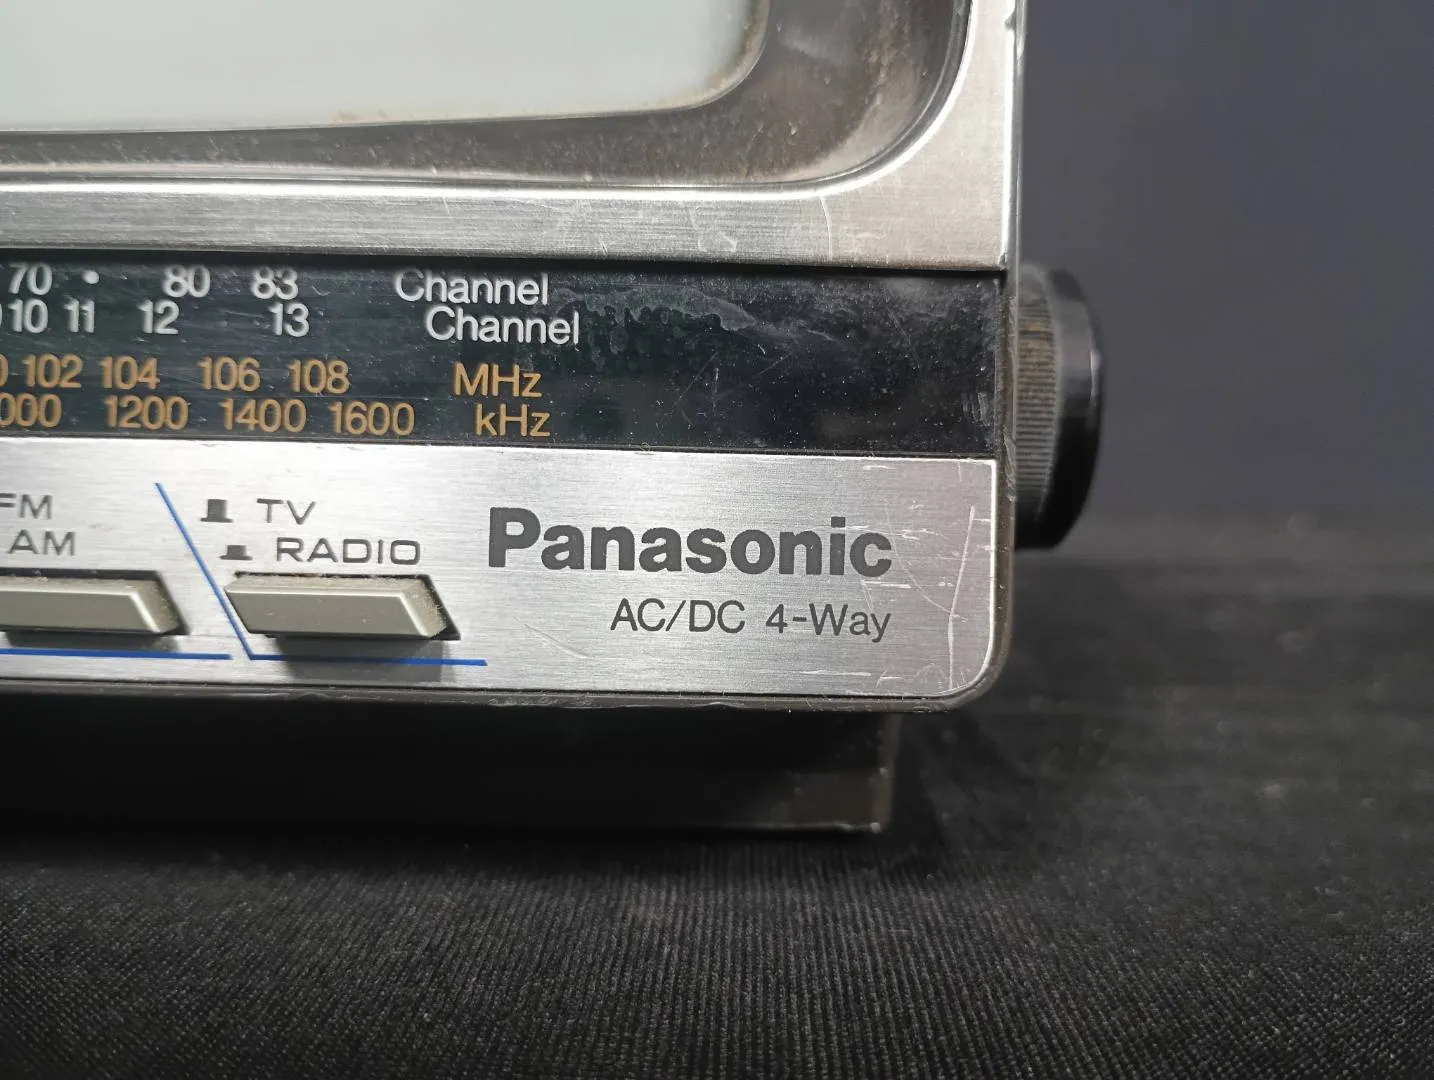 70 • 80 83 Channel
10 11 12 13 Channel
102 104 106 108 MHz
1200 1400 1600 kHz
FM
AM
TV
RADIO
Panasonic
AC/DC 4-Way